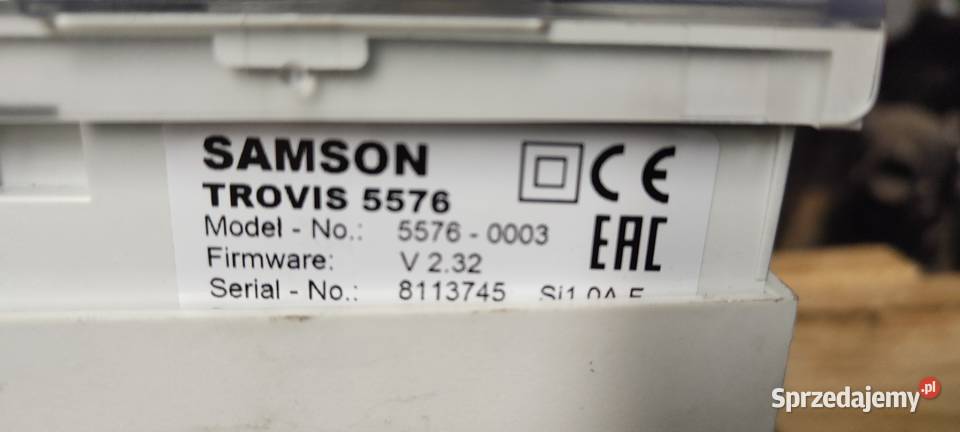 SAMSON
TROVIS 5576
Model - No.: 5576 - 0003
Firmware: V 2.32
Serial - No.: 8113745
CE
EAC
Sprzedajemy.pl